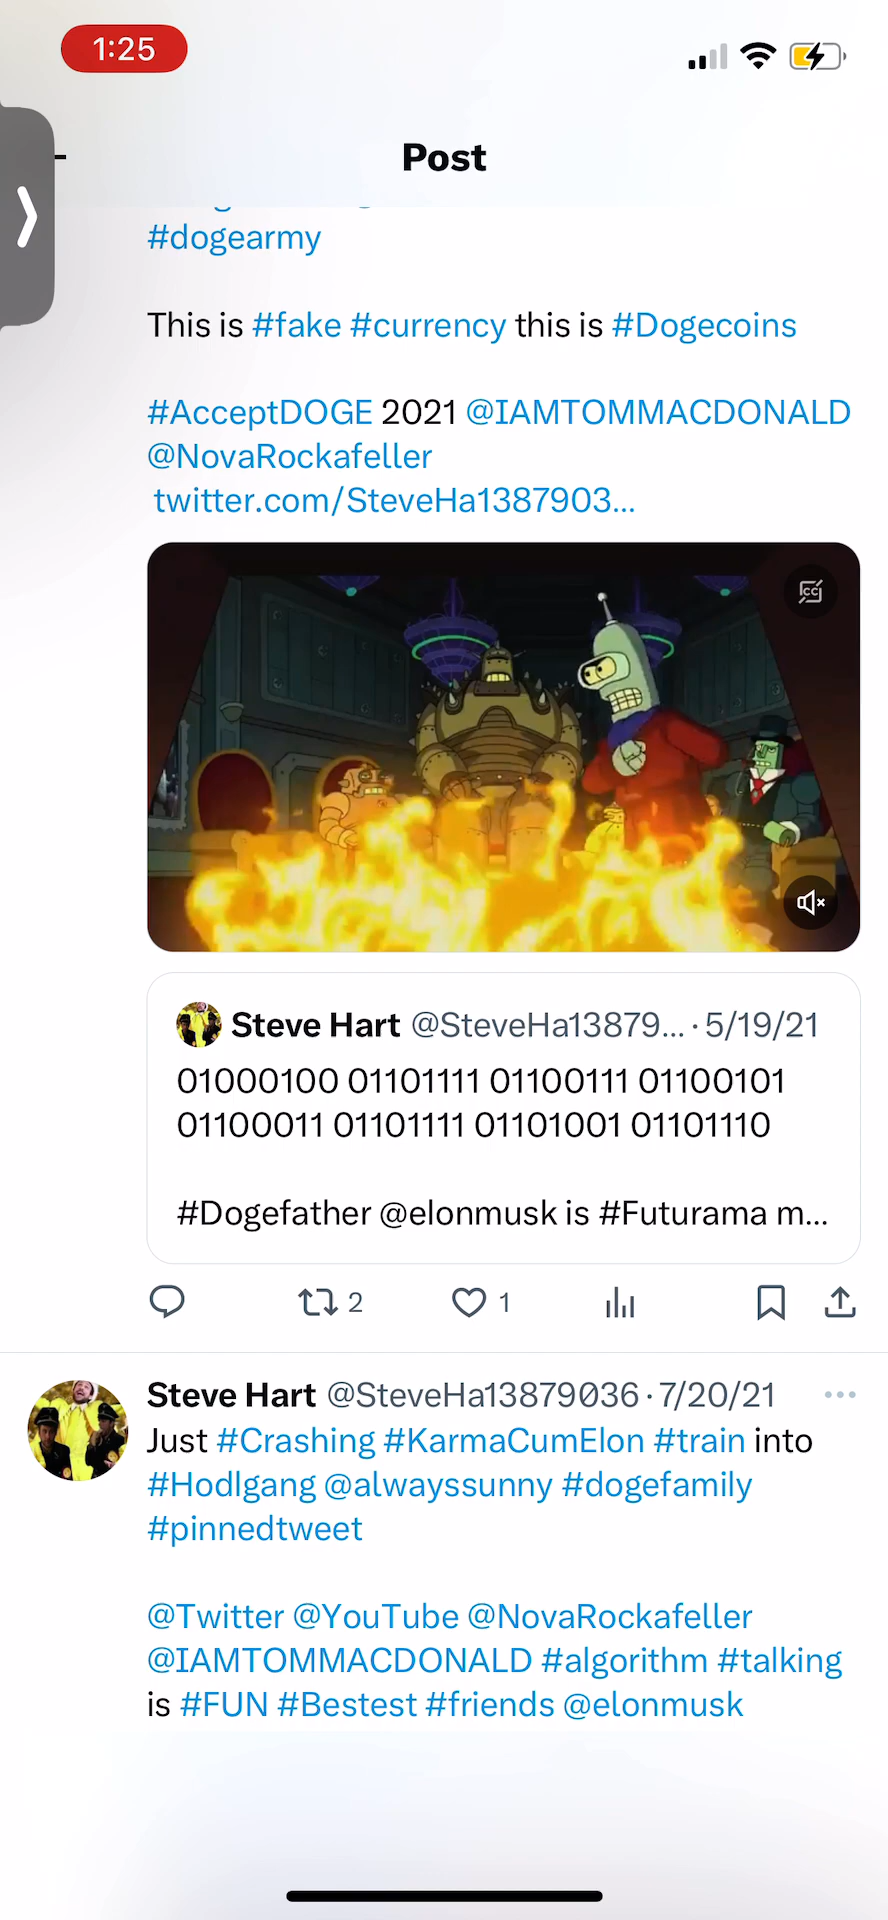 1:25
Post
#dogearmy
This is #fake #currency this is #Dogecoins
#AcceptDOGE 2021 @IAMTOMMACDONALD
@NovaRockafeller
twitter.com/SteveHa1387903...
CC
Steve Hart @SteveHa13879... · 5/19/21
01000100 01101111 01100111 01100101
01100011 01101111 01101001 01101110
#Dogefather @elonmusk is #Futurama m...
2 1
Steve Hart @SteveHa13879036 · 7/20/21
Just #Crashing #KarmaCumElon #train into
#Hodlgang @alwayssunny #dogefamily
#pinnedtweet
@Twitter @YouTube @NovaRockafeller
@IAMTOMMACDONALD #algorithm #talking
is #FUN #Bestest #friends @elonmusk